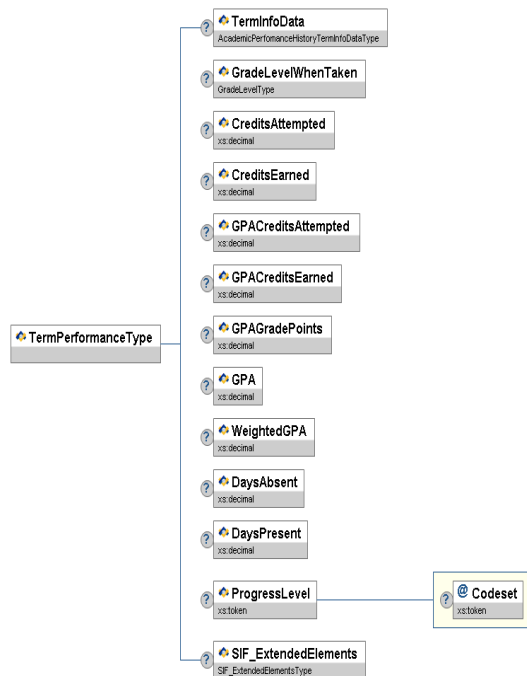 TermInfoData
AcademicPerfomanceHistoryTermInfoDataType
?
GradeLevelWhenTaken
GradeLevelType
?
CreditsAttempted
xs:decimal
?
CreditsEarned
xs:decimal
?
GPACreditsAttempted
xs:decimal
?
GPACreditsEarned
xs:decimal
?
TermPerformanceType
GPAGradePoints
xs:decimal
?
GPA
xs:decimal
?
WeightedGPA
xs:decimal
?
DaysAbsent
xs:decimal
?
DaysPresent
xs:decimal
?
ProgressLevel
xs:token
?
@ Codeset
xs:token
?
SIF_ExtendedElements
SIF_ExtendedElementsType
?